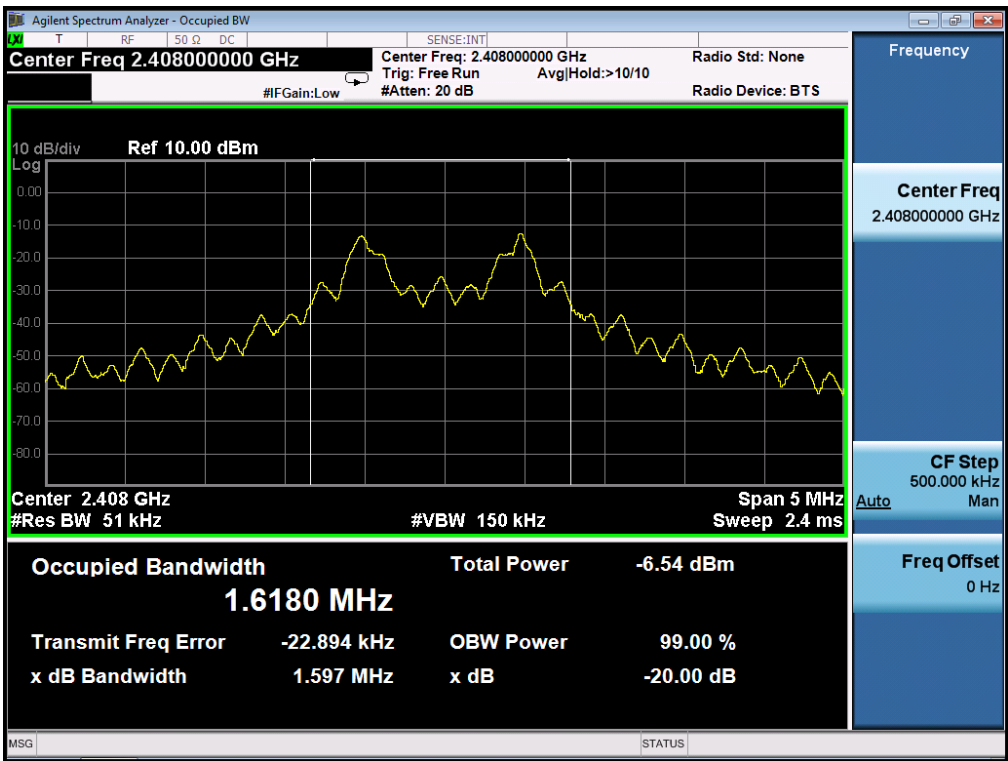 Agilent Spectrum Analyzer - Occupied BW
LXI T RF 50 Ω DC SENSE:INT
Center Freq 2.408000000 GHz
#IFGain:Low
Center Freq: 2.408000000 GHz
Trig: Free Run Avg|Hold:>10/10
#Atten: 20 dB
Radio Std: None
Radio Device: BTS
10 dB/div Ref 10.00 dBm
Log
0.00
-10.0
-20.0
-30.0
-40.0
-50.0
-60.0
-70.0
-80.0
Center 2.408 GHz Span 5 MHz
#Res BW 51 kHz #VBW 150 kHz Sweep 2.4 ms
Occupied Bandwidth
1.6180 MHz
Total Power -6.54 dBm
Transmit Freq Error -22.894 kHz OBW Power 99.00 %
x dB Bandwidth 1.597 MHz x dB -20.00 dB
MSG STATUS
Frequency
Center Freq
2.408000000 GHz
CF Step
500.000 kHz
Auto Man
Freq Offset
0 Hz